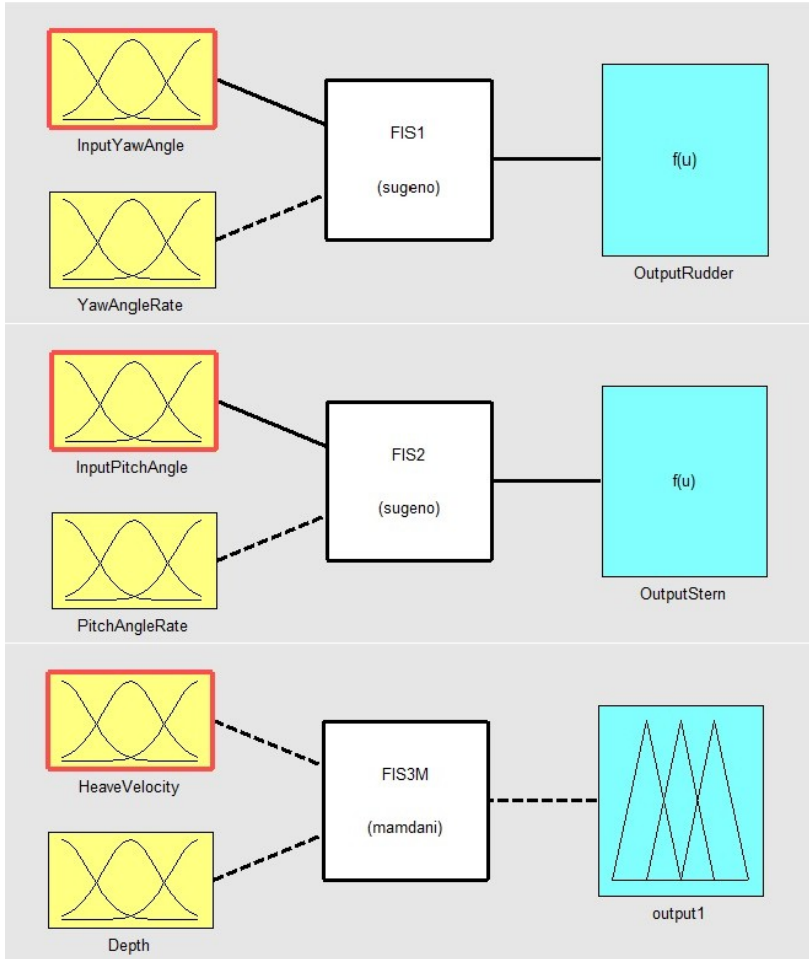 InputYawAngle
YawAngleRate
FIS1
(sugeno)
f(u)
OutputRudder
InputPitchAngle
PitchAngleRate
FIS2
(sugeno)
f(u)
OutputStern
HeaveVelocity
Depth
FIS3M
(mamdani)
output1